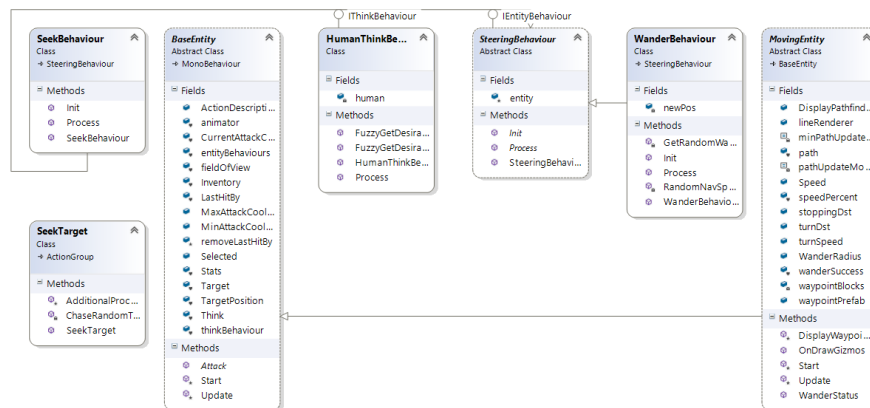 IThinkBehaviour
IEntityBehaviour
SeekBehaviour
Class
SteeringBehaviour
Methods
Init
Process
SeekBehaviour
SeekTarget
Class
ActionGroup
Methods
AdditionalProc...
ChaseRandomT...
SeekTarget
BaseEntity
Abstract Class
MonoBehaviour
Fields
ActionDescripti...
animator
CurrentAttackC...
entityBehaviours
fieldOfView
Inventory
LastHitBy
MaxAttackCool...
MinAttackCool...
removeLastHitBy
Selected
Stats
Target
TargetPosition
Think
thinkBehaviour
Methods
Attack
Start
Update
HumanThinkBe...
Class
Fields
human
Methods
FuzzyGetDesira...
FuzzyGetDesira...
HumanThinkBe...
Process
SteeringBehaviour
Abstract Class
Fields
entity
Methods
Init
Process
SteeringBehavi...
WanderBehaviour
Class
SteeringBehaviour
Fields
newPos
Methods
GetRandomWa...
Init
Process
RandomNavSp...
WanderBehavio...
MovingEntity
Abstract Class
BaseEntity
Fields
DisplayPathfind...
lineRenderer
minPathUpdate...
path
pathUpdateMo...
Speed
speedPercent
stoppingDst
turnDst
turnSpeed
WanderRadius
wanderSuccess
waypointBlocks
waypointPrefab
Methods
DisplayWaypoi...
OnDrawGizmos
Start
Update
WanderStatus